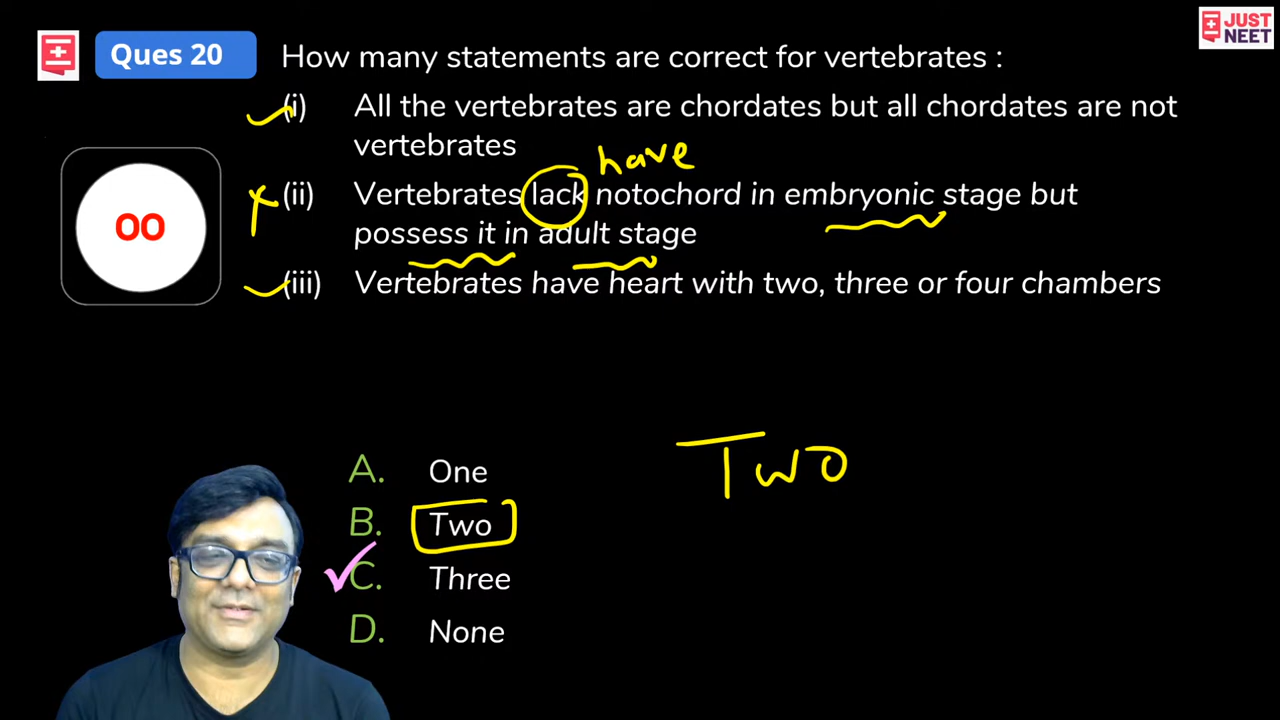 JUST
NEET
Ques 20
How many statements are correct for vertebrates :
(i) All the vertebrates are chordates but all chordates are not
vertebrates
have
(ii) Vertebrates lack notochord in embryonic stage but
possess it in adult stage
00
(iii) Vertebrates have heart with two, three or four chambers
Two
A. One
B. Two
C. Three
D. None